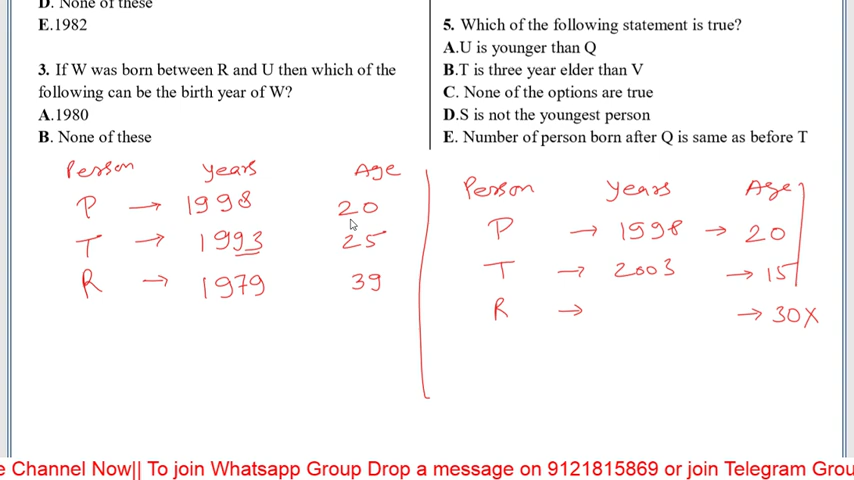 D. None of these
E.1982
3. If W was born between R and U then which of the
following can be the birth year of W?
A.1980
B. None of these
Person Years Age
P → 1998 20
T → 1993 25
R → 1979 39
5. Which of the following statement is true?
A.U is younger than Q
B.T is three year elder than V
C. None of the options are true
D.S is not the youngest person
E. Number of person born after Q is same as before T
Person Years Age
P → 1998 → 20
T → 2003 → 15
R → → 30X
e Channel Now|| To join Whatsapp Group Drop a message on 9121815869 or join Telegram Grou